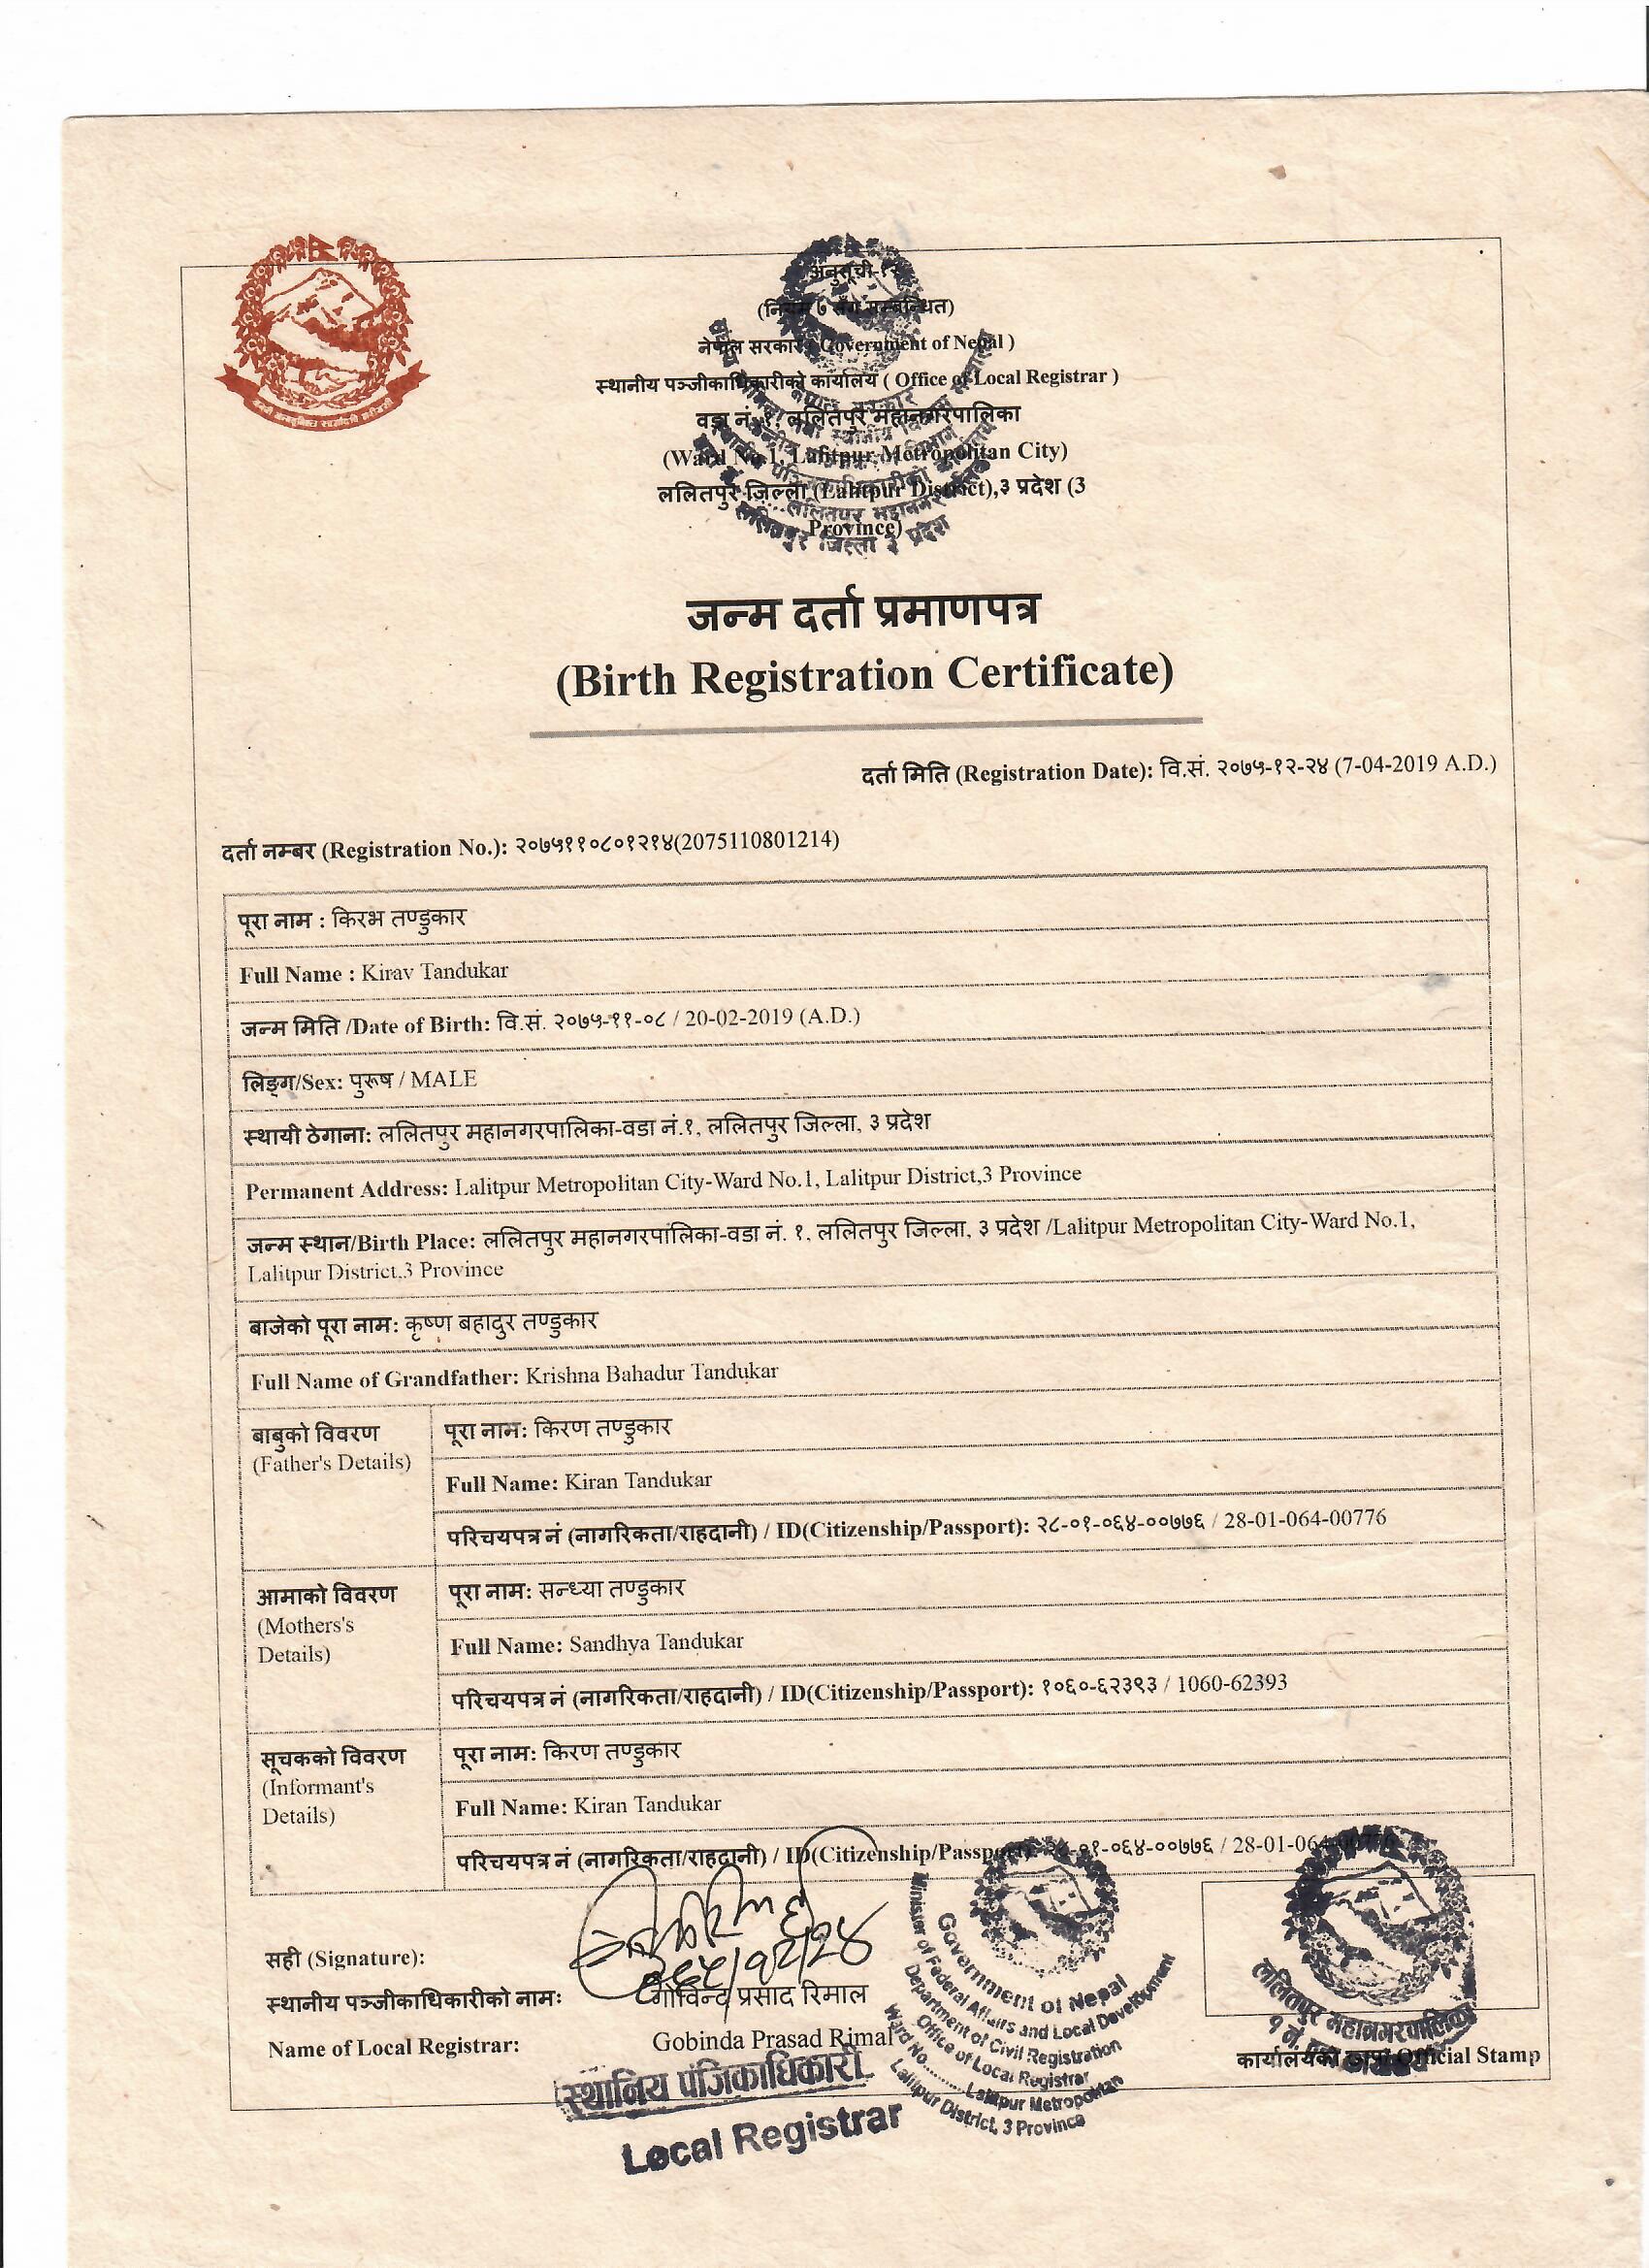 अनुसूची-१२
(नियम ७ सँग सम्बन्धित)
नेपाल सरकार ( Government of Nepal )
स्थानीय पञ्जीकाधिकारीको कार्यालय ( Office of Local Registrar )
वडा नं. १, ललितपुर महानगरपालिका
(Ward No.1, Lalitpur Metropolitan City)
ललितपुर जिल्ला (Lalitpur District),३ प्रदेश (3
Province)
नेपाल सरकार
ललितपुर महानगर
ललितपुर जिल्ला ३ प्रदेश
जन्म दर्ता प्रमाणपत्र
(Birth Registration Certificate)
दर्ता मिति (Registration Date): वि.सं. २०७५-१२-२४ (7-04-2019 A.D.)
दर्ता नम्बर (Registration No.): २०७५११०८०१२१४(2075110801214)
पूरा नाम : किरभ तण्डुकार
Full Name : Kirav Tandukar
जन्म मिति /Date of Birth: वि.सं. २०७५-११-०८ / 20-02-2019 (A.D.)
लिङ्ग/Sex: पुरूष / MALE
स्थायी ठेगाना: ललितपुर महानगरपालिका-वडा नं.१, ललितपुर जिल्ला, ३ प्रदेश
Permanent Address: Lalitpur Metropolitan City-Ward No.1, Lalitpur District,3 Province
जन्म स्थान/Birth Place: ललितपुर महानगरपालिका-वडा नं. १, ललितपुर जिल्ला, ३ प्रदेश /Lalitpur Metropolitan City-Ward No.1,
Lalitpur District,3 Province
बाजेको पूरा नाम: कृष्ण बहादुर तण्डुकार
Full Name of Grandfather: Krishna Bahadur Tandukar
बाबुको विवरण
(Father's Details)
पूरा नाम: किरण तण्डुकार
Full Name: Kiran Tandukar
परिचयपत्र नं (नागरिकता/राहदानी) / ID(Citizenship/Passport): २८-०१-०६४-००७७६ / 28-01-064-00776
आमाको विवरण
(Mothers's
Details)
पूरा नाम: सन्ध्या तण्डुकार
Full Name: Sandhya Tandukar
परिचयपत्र नं (नागरिकता/राहदानी) / ID(Citizenship/Passport): १०६०-६२३९३ / 1060-62393
सूचकको विवरण
(Informant's
Details)
पूरा नाम: किरण तण्डुकार
Full Name: Kiran Tandukar
परिचयपत्र नं (नागरिकता/राहदानी) / ID(Citizenship/Passport): २८-०१-०६४-००७७६ / 28-01-064-00776
सही (Signature):
स्थानीय पञ्जीकाधिकारीको नाम: गोविन्द प्रसाद रिमाल
Name of Local Registrar: Gobinda Prasad Rimal
स्थानिय पंजिकाधिकारी
Local Registrar
Government of Nepal
Minister of Federal Affairs and Local Development
Department of Civil Registration
Office of Local Registrar
Ward No.......... Lalitpur Metropolitan
Lalitpur District, 3 Province
ललितपुर महानगरपालिका
१ नं.
कार्यालयको छाप/ Official Stamp